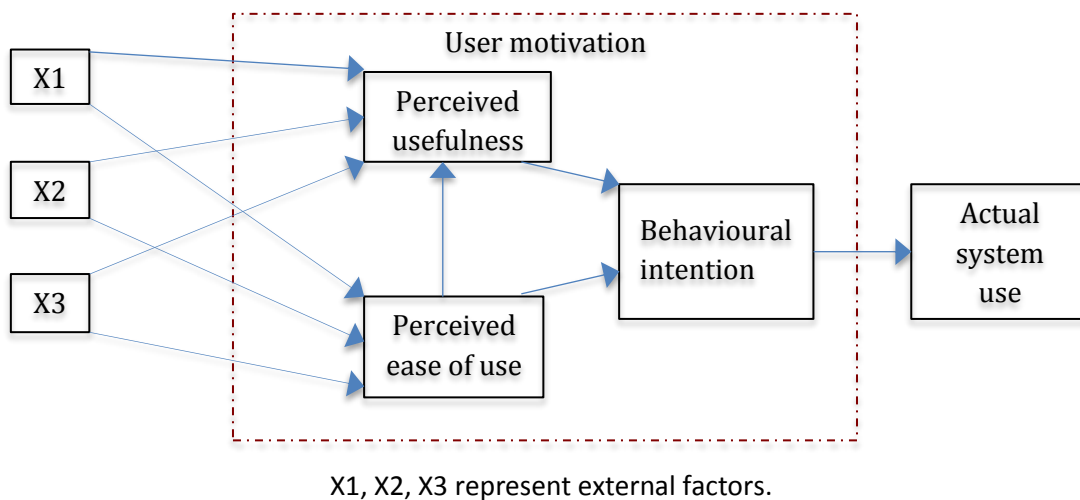 User motivation
X1
X2
X3
Perceived
usefulness
Perceived
ease of use
Behavioural
intention
Actual
system
use
X1, X2, X3 represent external factors.